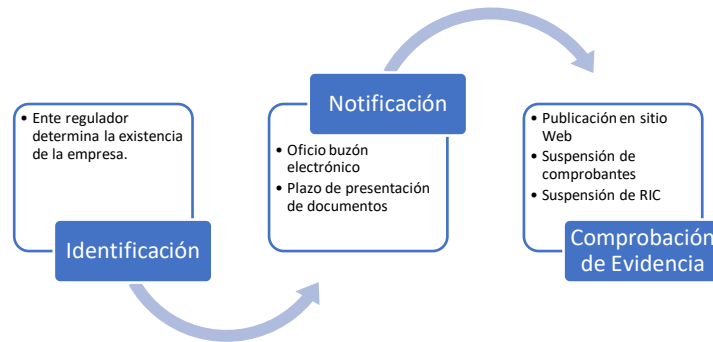 • Ente regulador
determina la existencia
de la empresa.
Identificación
Notificación
• Oficio buzón
electrónico
• Plazo de presentación
de documentos
• Publicación en sitio
Web
• Suspensión de
comprobantes
• Suspensión de RIC
Comprobación
de Evidencia